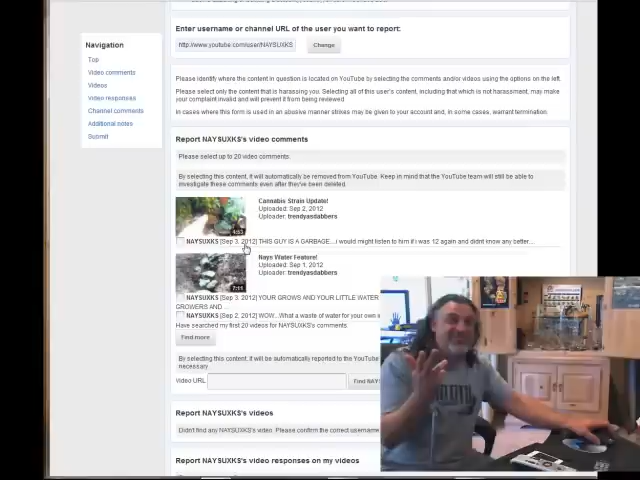 Enter username or channel URL of the user you want to report:
http://www.youtube.com/user/NAYSUXKS
Change
Navigation
Top
Video comments
Videos
Video responses
Channel comments
Additional notes
Submit
Please identify where the content in question is located on YouTube by selecting the comments and/or videos using the options on the left.
Please select only the content that is harassing you. Selecting all of this user's content, including that which is not harassment, may make your complaint invalid and will prevent it from being reviewed
In cases where this form is used in an abusive manner strikes may be given to your account and, in some cases, warrant termination.
Report NAYSUXKS's video comments
Please select up to 20 video comments.
By selecting this content, it will automatically be removed from YouTube. Keep in mind that the YouTube team will still be able to
investigate these comments even after they've been deleted.
Cannabis Strain Update!
Uploaded: Sep 2, 2012
Uploader: trendyasdabbers
4:53
NAYSUXKS [Sep 3, 2012] THIS GUY IS A GARBAGE...i would might listen to him if i was 12 again and didnt know any better...
Nays Water Feature!
Uploaded: Sep 1, 2012
Uploader: trendyasdabbers
7:11
NAYSUXKS [Sep 3, 2012] YOUR GROWS AND YOUR LITTLE WATER
GROWERS AND ...
NAYSUXKS [Sep 2, 2012] WOW...What a waste of water for your own s
Have searched my first 20 videos for NAYSUXKS's comments.
Find more
By selecting this content, it will be automatically reported to the YouTube
necessary.
Video URL
Find NAYS
Report NAYSUXKS's videos
Didn't find any NAYSUXKS's video. Please confirm the correct username
Report NAYSUXKS's video responses on my videos